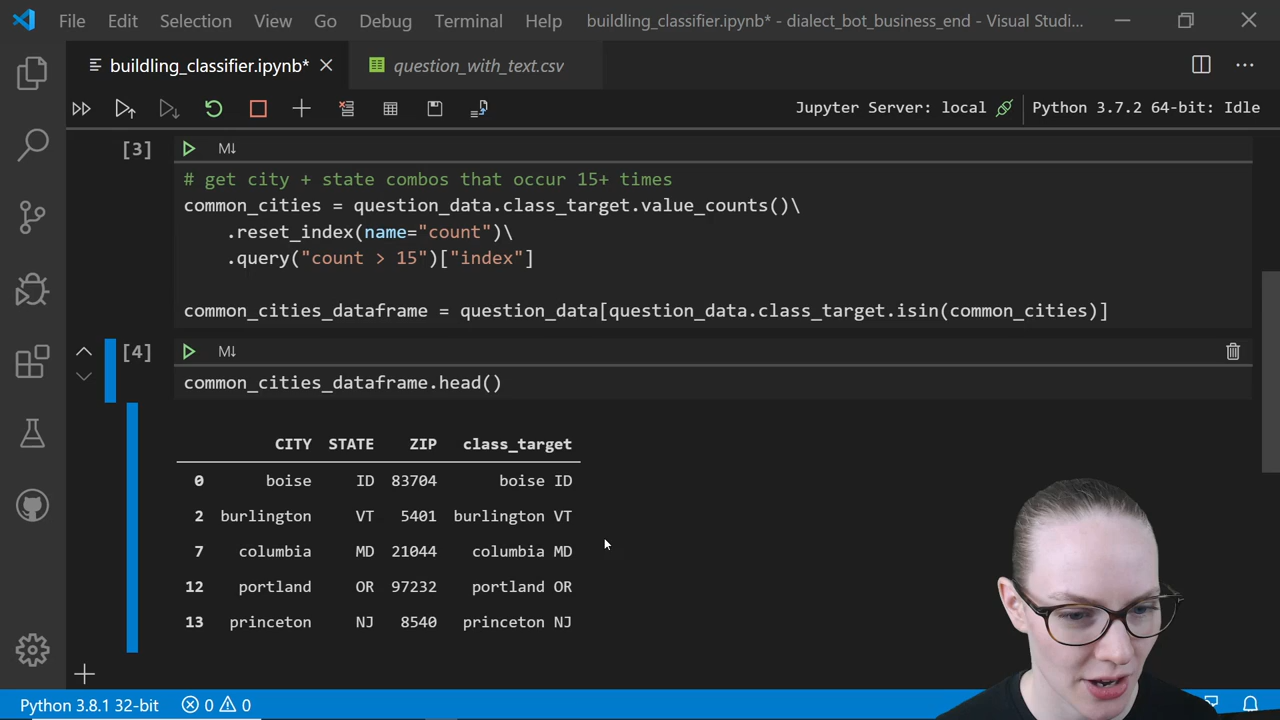 File Edit Selection View Go Debug Terminal Help buildling_classifier.ipynb* - dialect_bot_business_end - Visual Studi...
buildling_classifier.ipynb* question_with_text.csv
Jupyter Server: local Python 3.7.2 64-bit: Idle
[3] M↓
# get city + state combos that occur 15+ times
common_cities = question_data.class_target.value_counts()\
.reset_index(name="count")\
.query("count > 15")["index"]
common_cities_dataframe = question_data[question_data.class_target.isin(common_cities)]
[4] M↓
common_cities_dataframe.head()
CITY STATE ZIP class_target
0 boise ID 83704 boise ID
2 burlington VT 5401 burlington VT
7 columbia MD 21044 columbia MD
12 portland OR 97232 portland OR
13 princeton NJ 8540 princeton NJ
Python 3.8.1 32-bit 0 0